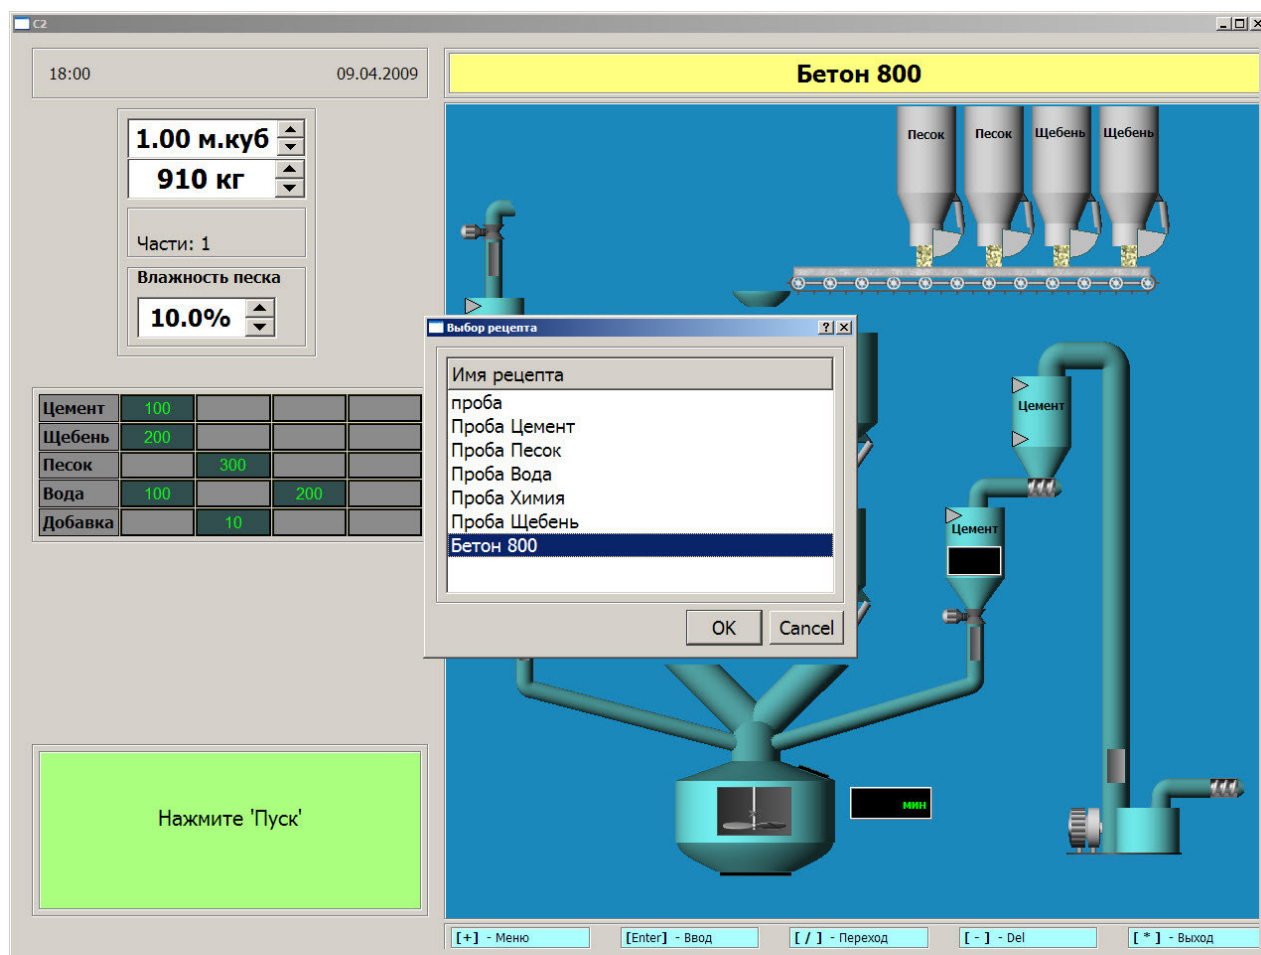 C2
18:00 09.04.2009
Бетон 800
1.00 м.куб
910 кг
Части: 1
Влажность песка
10.0%
Песок Песок Щебень Щебень
Цемент 100
Щебень 200
Песок 300
Вода 100 200
Добавка 10
Выбор рецепта
Имя рецепта
проба
Проба Цемент
Проба Песок
Проба Вода
Проба Химия
Проба Щебень
Бетон 800
OK Cancel
Цемент
Цемент
мин
Нажмите 'Пуск'
[+] - Меню [Enter] - Ввод [ / ] - Переход [ - ] - Del [ * ] - Выход